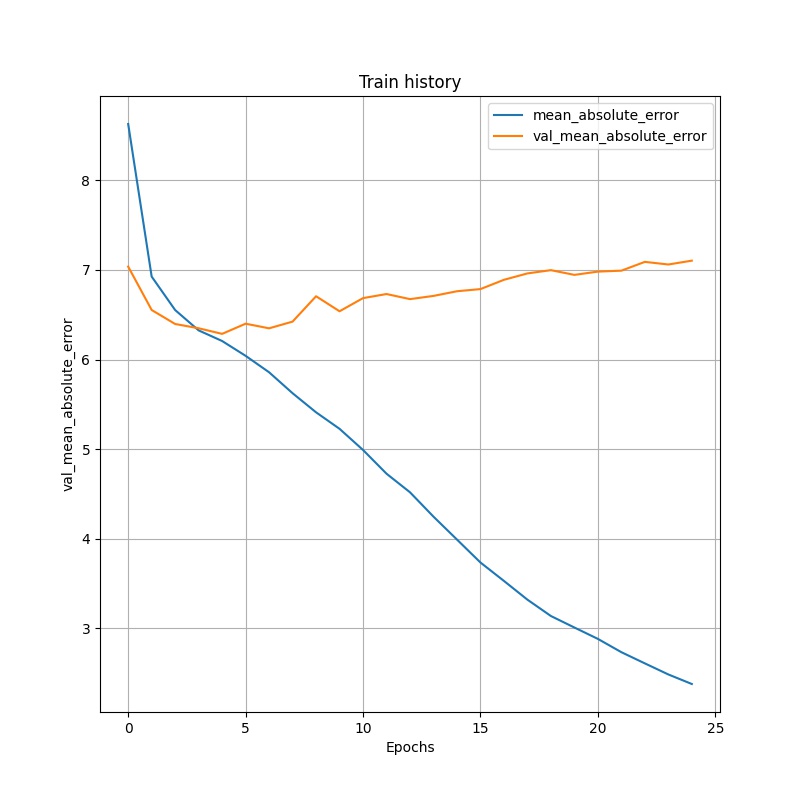 Train history
mean_absolute_error
val_mean_absolute_error
val_mean_absolute_error
8
7
6
5
4
3
0 5 10 15 20 25
Epochs